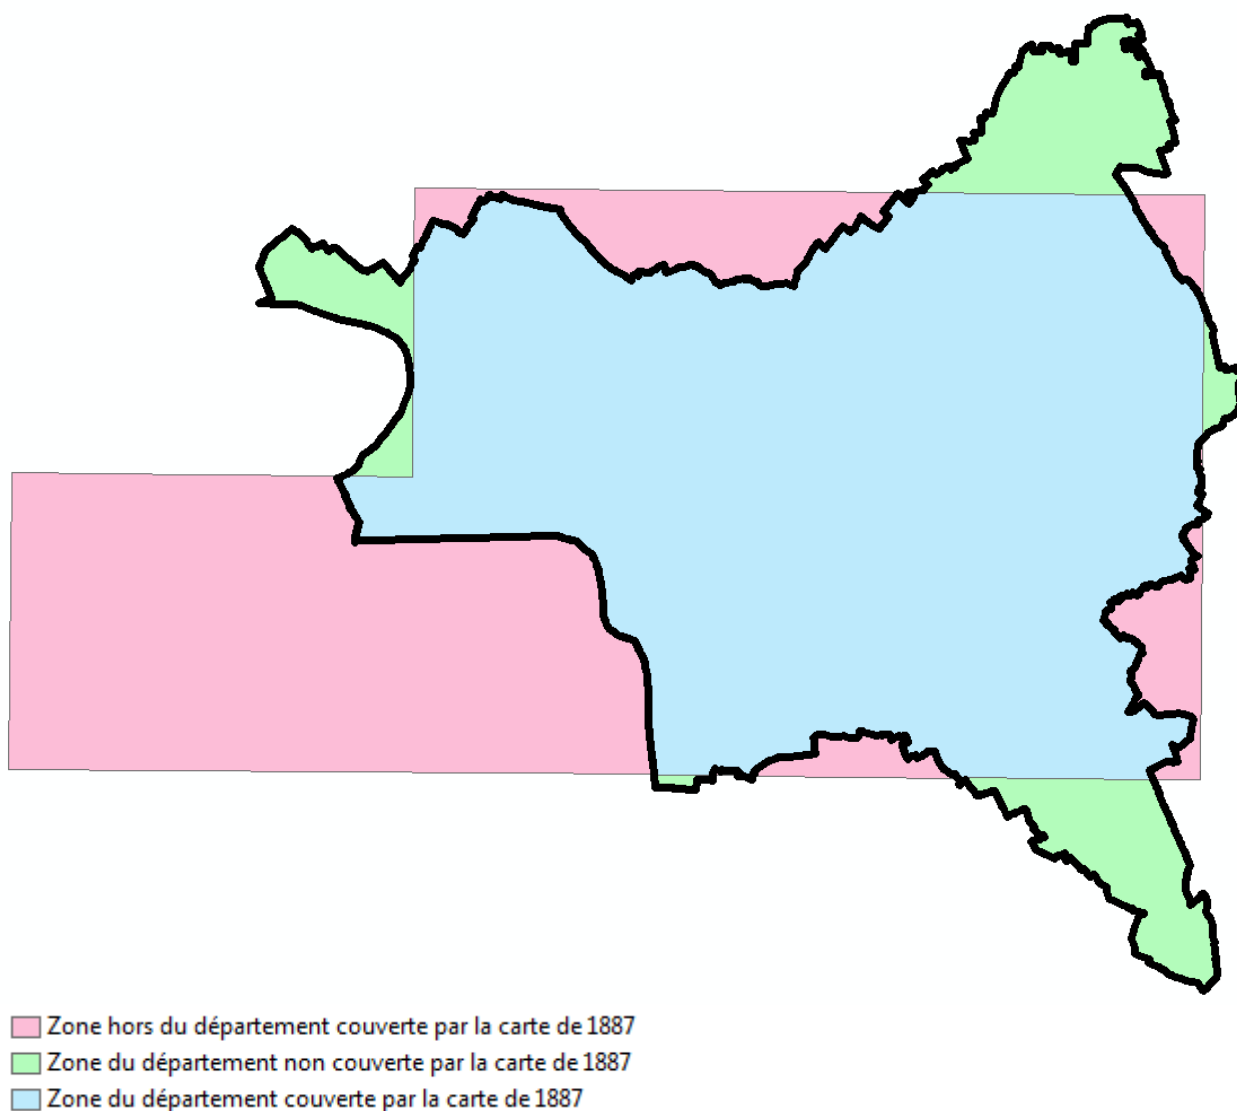 Zone hors du département couverte par la carte de 1887
Zone du département non couverte par la carte de 1887
Zone du département couverte par la carte de 1887